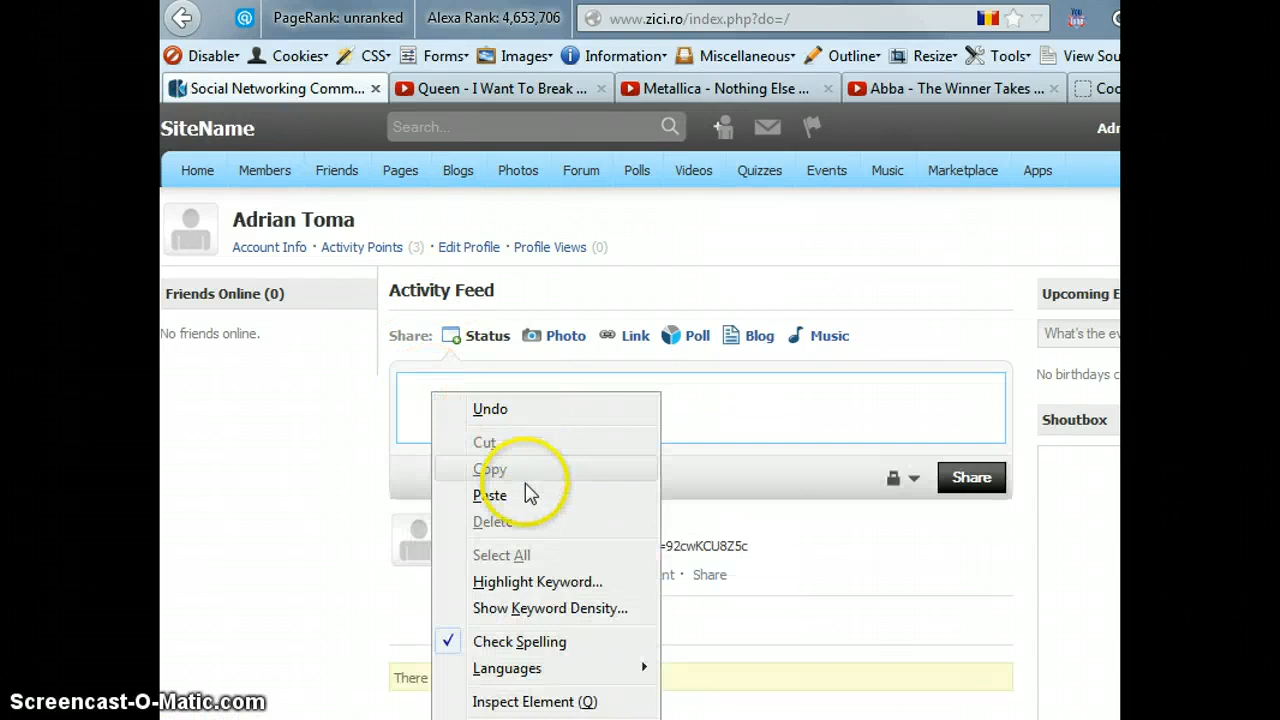 PageRank: unranked Alexa Rank: 4,653,706 www.zici.ro/index.php?do=/
Disable Cookies CSS Forms Images Information Miscellaneous Outline Resize Tools View Sou
Social Networking Comm... Queen - I Want To Break ... Metallica - Nothing Else ... Abba - The Winner Takes ... Coo
SiteName Search... Adr
Home Members Friends Pages Blogs Photos Forum Polls Videos Quizzes Events Music Marketplace Apps
Adrian Toma
Account Info · Activity Points (3) · Edit Profile · Profile Views (0)
Friends Online (0)
No friends online.
Activity Feed
Share: Status Photo Link Poll Blog Music
Upcoming E
What's the eve
No birthdays c
Shoutbox
Undo
Cut
Copy
Paste
Delete
Select All
Highlight Keyword...
Show Keyword Density...
Check Spelling
Languages
Inspect Element (Q)
Share
=92cwKCU8Z5c
nt · Share
There
Screencast-O-Matic.com